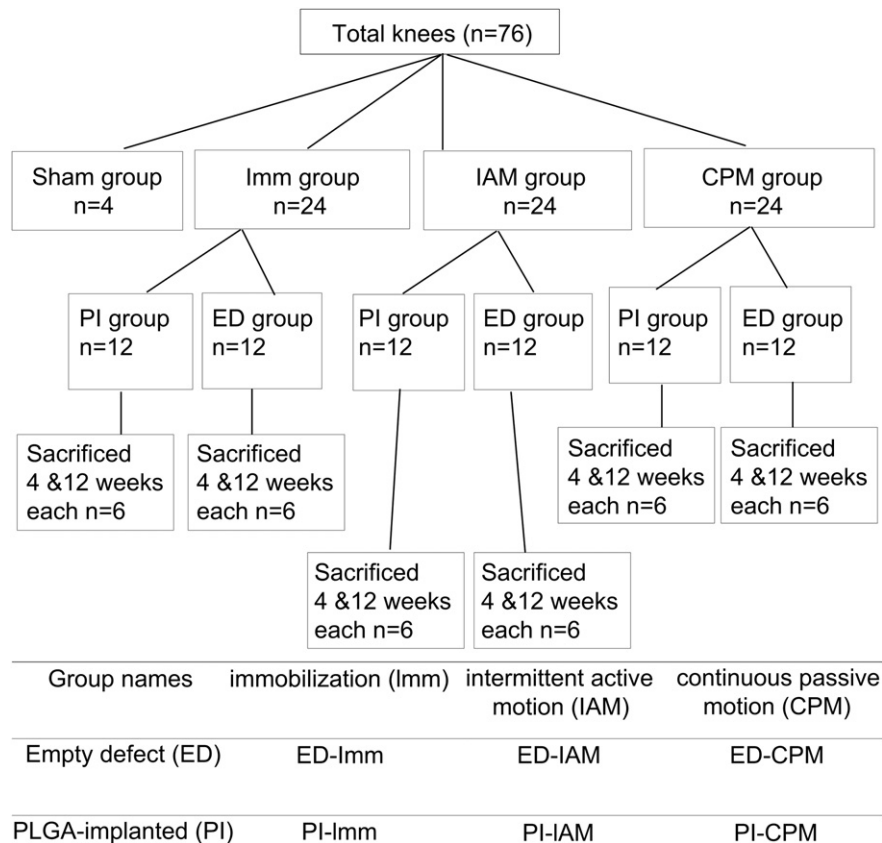 Total knees (n=76)
Sham group
n=4
Imm group
n=24
IAM group
n=24
CPM group
n=24
PI group
n=12
ED group
n=12
PI group
n=12
ED group
n=12
PI group
n=12
ED group
n=12
Sacrificed
4 &12 weeks
each n=6
Sacrificed
4 &12 weeks
each n=6
Sacrificed
4 &12 weeks
each n=6
Sacrificed
4 &12 weeks
each n=6
Sacrificed
4 &12 weeks
each n=6
Sacrificed
4 &12 weeks
each n=6
Group names immobilization (Imm) intermittent active motion (IAM) continuous passive motion (CPM)
Empty defect (ED) ED-Imm ED-IAM ED-CPM
PLGA-implanted (PI) PI-Imm PI-IAM PI-CPM